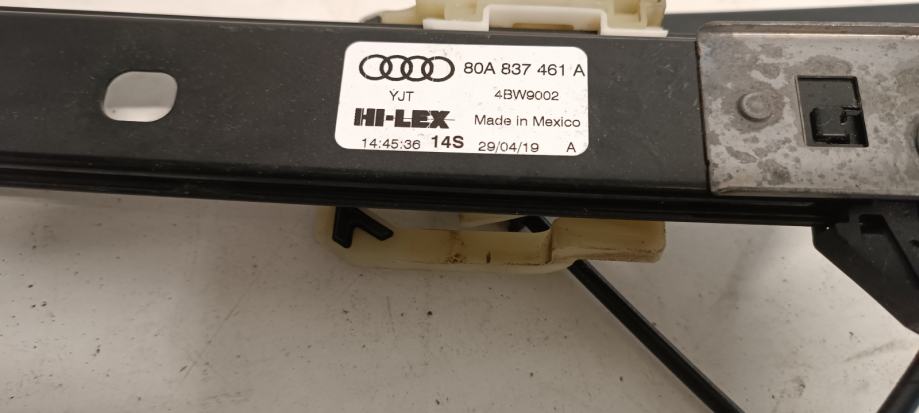 80A 837 461 A
YJT 4BW9002
HI-LEX Made in Mexico
14:45:36 14S 29/04/19 A